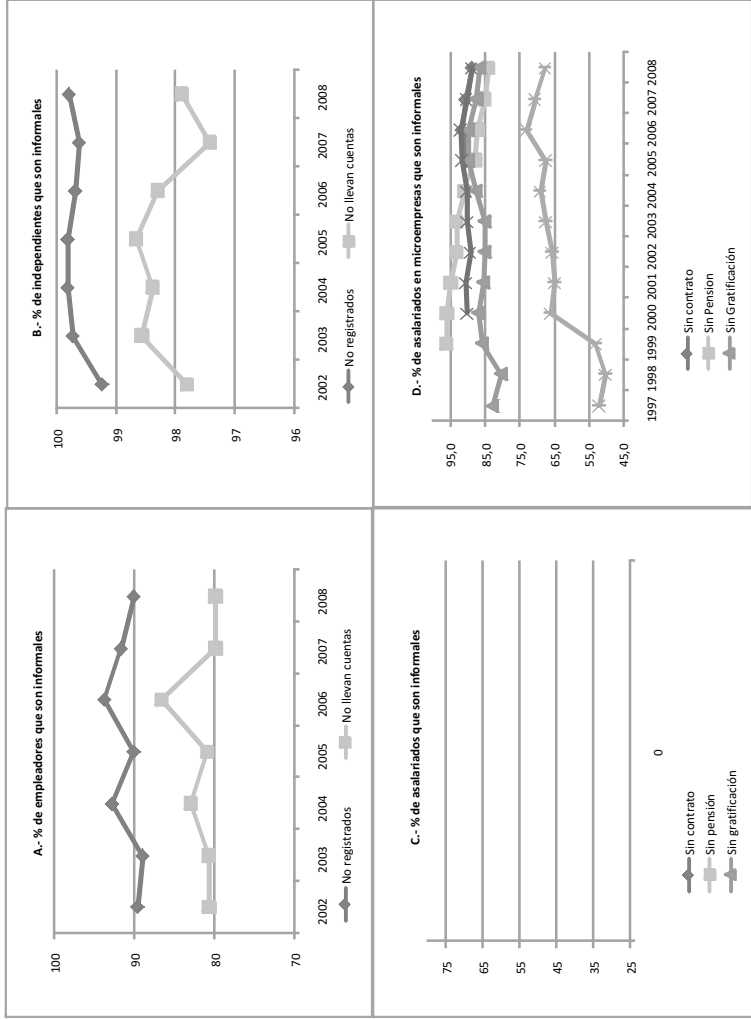 A.- % de empleadores que son informales
100
90
80
70
2002 2003 2004 2005 2006 2007 2008
No registrados No llevan cuentas
B.- % de independientes que son informales
100
99
98
97
96
2002 2003 2004 2005 2006 2007 2008
No registrados No llevan cuentas
C.- % de asalariados que son informales
75
65
55
45
35
25
0
Sin contrato
Sin pensión
Sin gratificación
D.- % de asalariados en microempresas que son informales
95,0
85,0
75,0
65,0
55,0
45,0
1997 1998 1999 2000 2001 2002 2003 2004 2005 2006 2007 2008
Sin contrato
Sin Pension
Sin Gratificación